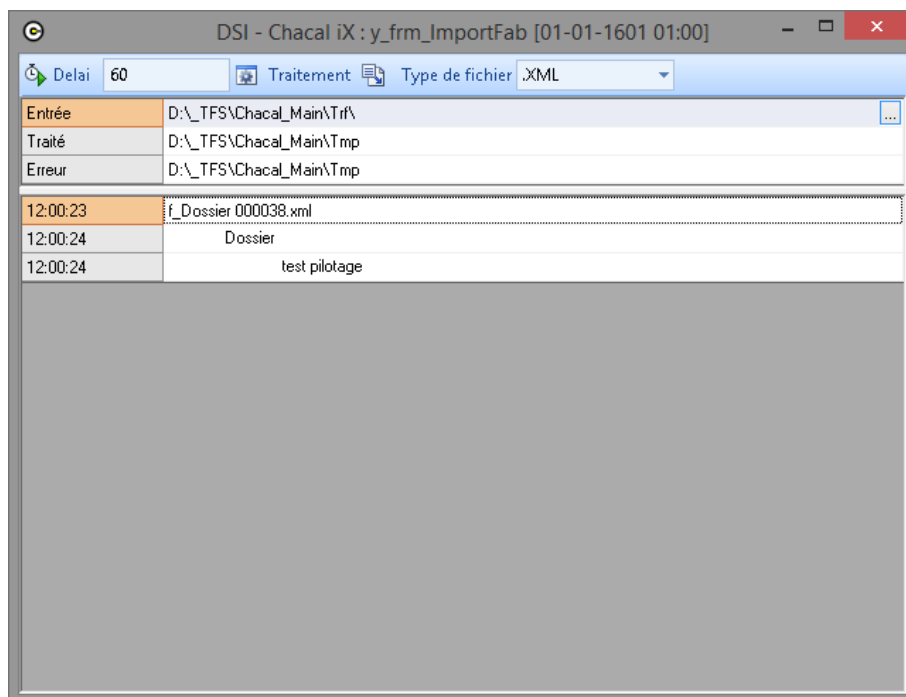 DSI - Chacal iX : y_frm_ImportFab [01-01-1601 01:00]
Delai 60 Traitement Type de fichier .XML
Entrée D:\_TFS\Chacal_Main\Trf\ ...
Traité D:\_TFS\Chacal_Main\Tmp
Erreur D:\_TFS\Chacal_Main\Tmp
12:00:23 f_Dossier 000038.xml
12:00:24 Dossier
12:00:24 test pilotage